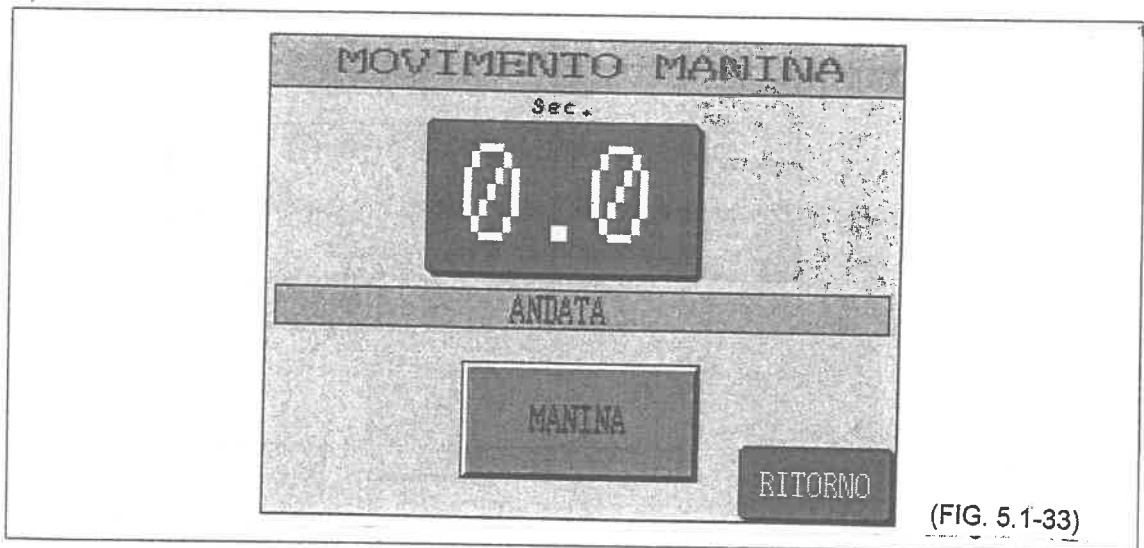 MOVIMENTO MANINA
Sec.
0.0
ANDATA
MANINA
RITORNO
(FIG. 5.1-33)